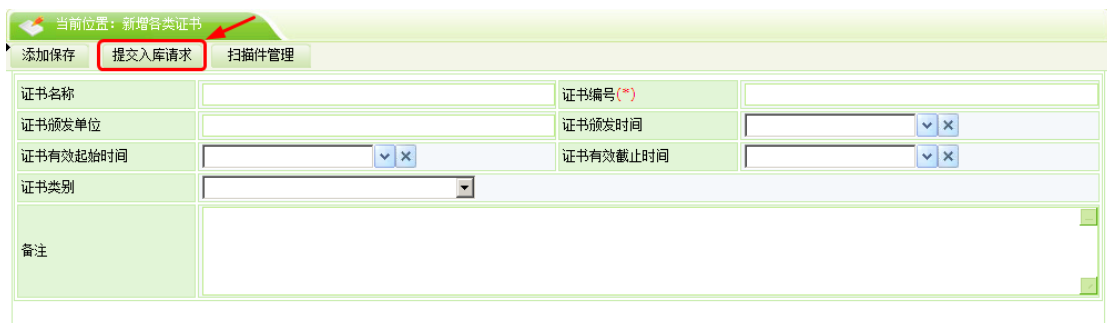 当前位置：新增各类证书
添加保存 提交入库请求 扫描件管理
证书名称 证书编号(*)
证书颁发单位 证书颁发时间
证书有效起始时间 证书有效截止时间
证书类别
备注